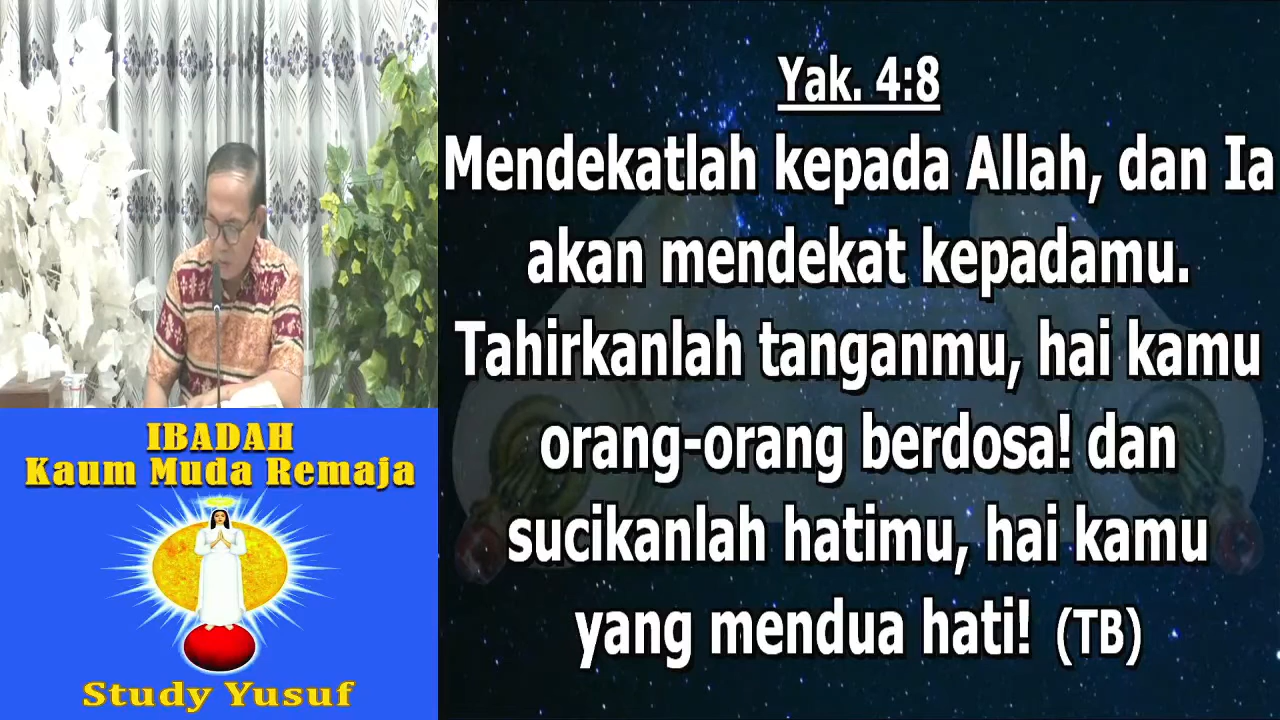 IBADAH
Kaum Muda Remaja
Study Yusuf
Yak. 4:8
Mendekatlah kepada Allah, dan Ia
akan mendekat kepadamu.
Tahirkanlah tanganmu, hai kamu
orang-orang berdosa! dan
sucikanlah hatimu, hai kamu
yang mendua hati! (TB)